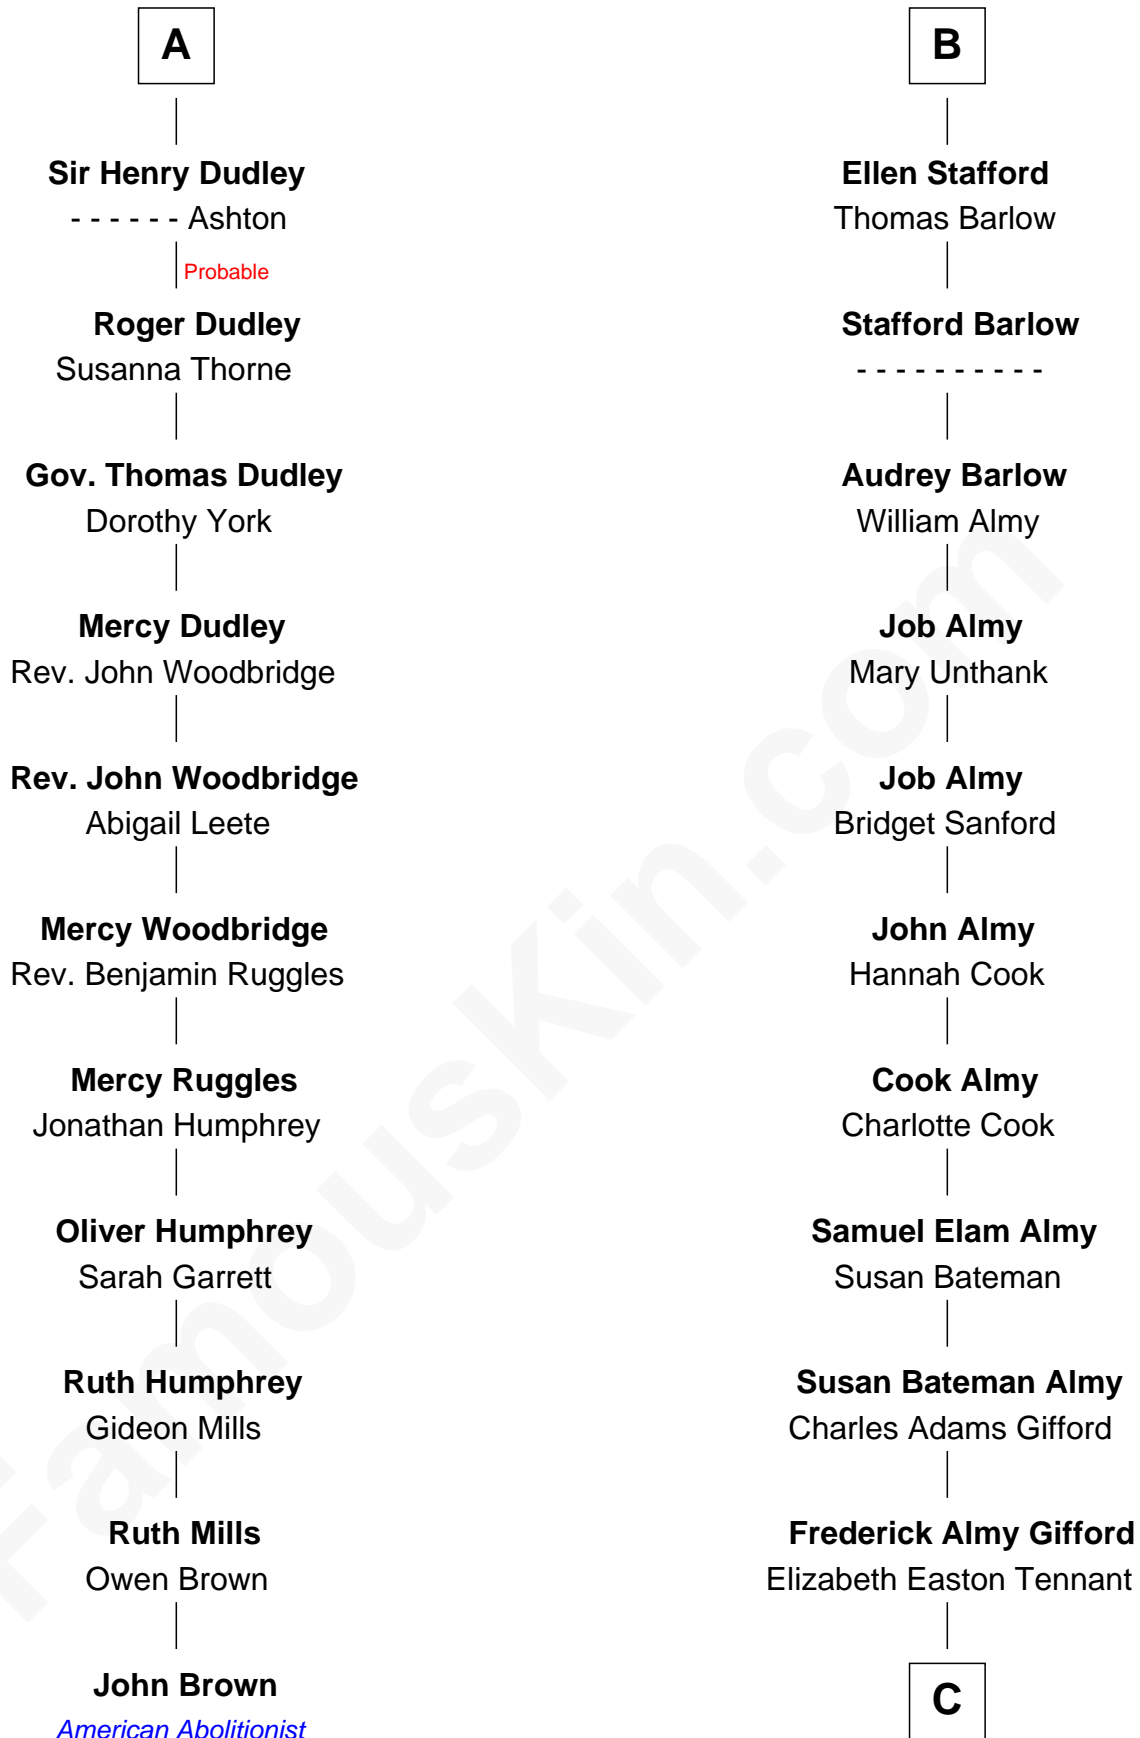 A
Sir Henry Dudley
- - - - - - Ashton
Probable
Roger Dudley
Susanna Thorne
Gov. Thomas Dudley
Dorothy York
Mercy Dudley
Rev. John Woodbridge
Rev. John Woodbridge
Abigail Leete
Mercy Woodbridge
Rev. Benjamin Ruggles
Mercy Ruggles
Jonathan Humphrey
Oliver Humphrey
Sarah Garrett
Ruth Humphrey
Gideon Mills
Ruth Mills
Owen Brown
John Brown
American Abolitionist
B
Ellen Stafford
Thomas Barlow
Stafford Barlow
- - - - - - - - - -
Audrey Barlow
William Almy
Job Almy
Mary Unthank
Job Almy
Bridget Sanford
John Almy
Hannah Cook
Cook Almy
Charlotte Cook
Samuel Elam Almy
Susan Bateman
Susan Bateman Almy
Charles Adams Gifford
Frederick Almy Gifford
Elizabeth Easton Tennant
C
FamousKin.com